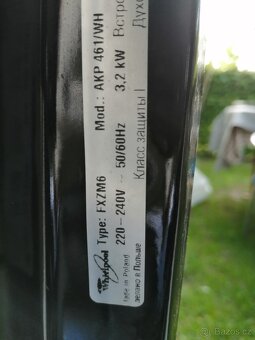 Whirlpool
Type: FXZM6 Mod.: AKP 461/WH
220-240V~ 50/60Hz 3,2 kW Встро
Made in Poland Класс защиты I Духо
Сделано в Польше
Bazoš.cz